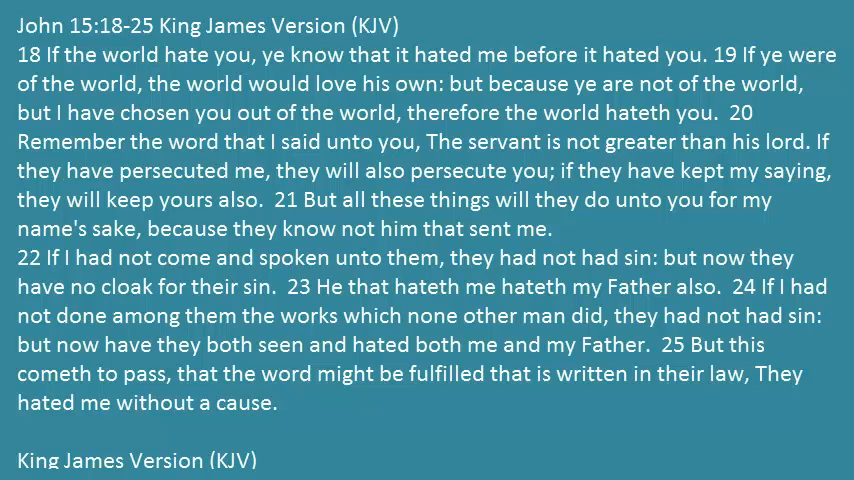 John 15:18-25 King James Version (KJV)
18 If the world hate you, ye know that it hated me before it hated you. 19 If ye were
of the world, the world would love his own: but because ye are not of the world,
but I have chosen you out of the world, therefore the world hateth you.  20
Remember the word that I said unto you, The servant is not greater than his lord. If
they have persecuted me, they will also persecute you; if they have kept my saying,
they will keep yours also.  21 But all these things will they do unto you for my
name's sake, because they know not him that sent me.
22 If I had not come and spoken unto them, they had not had sin: but now they
have no cloak for their sin.  23 He that hateth me hateth my Father also.  24 If I had
not done among them the works which none other man did, they had not had sin:
but now have they both seen and hated both me and my Father.  25 But this
cometh to pass, that the word might be fulfilled that is written in their law, They
hated me without a cause.
King James Version (KJV)